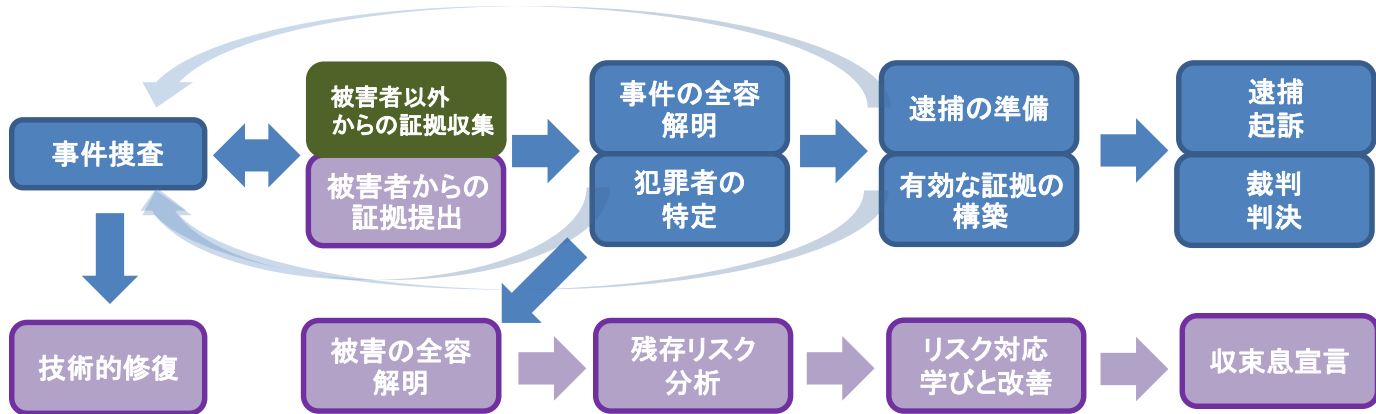 事件捜査
被害者以外
からの証拠収集
被害者からの
証拠提出
事件の全容
解明
犯罪者の
特定
逮捕の準備
有効な証拠の
構築
逮捕
起訴
裁判
判決
技術的修復
被害の全容
解明
残存リスク
分析
リスク対応
学びと改善
収束息宣言